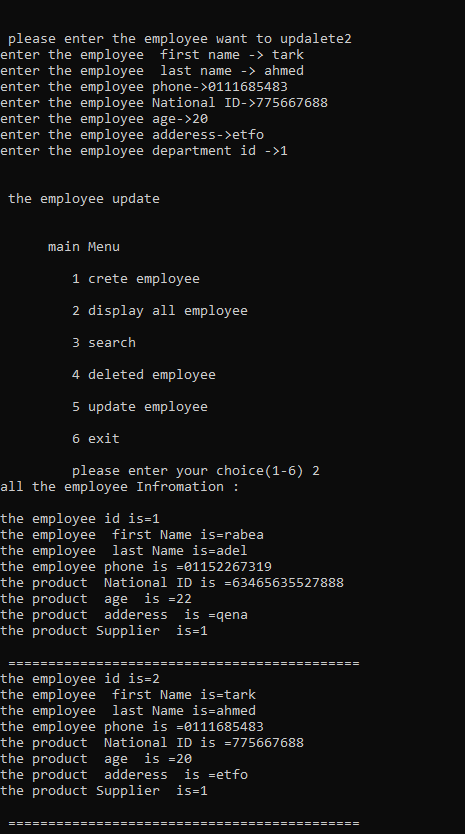 please enter the employee want to updalete2
enter the employee  first name -> tark
enter the employee  last name -> ahmed
enter the employee phone->0111685483
enter the employee National ID->775667688
enter the employee age->20
enter the employee adderess->etfo
enter the employee department id ->1
the employee update
main Menu
1 crete employee
2 display all employee
3 search
4 deleted employee
5 update employee
6 exit
please enter your choice(1-6) 2
all the employee Infromation :
the employee id is=1
the employee  first Name is=rabea
the employee  last Name is=adel
the employee phone is =01152267319
the product  National ID is =63465635527888
the product  age  is =22
the product  adderess  is =qena
the product Supplier  is=1
============================================
the employee id is=2
the employee  first Name is=tark
the employee  last Name is=ahmed
the employee phone is =0111685483
the product  National ID is =775667688
the product  age  is =20
the product  adderess  is =etfo
the product Supplier  is=1
============================================